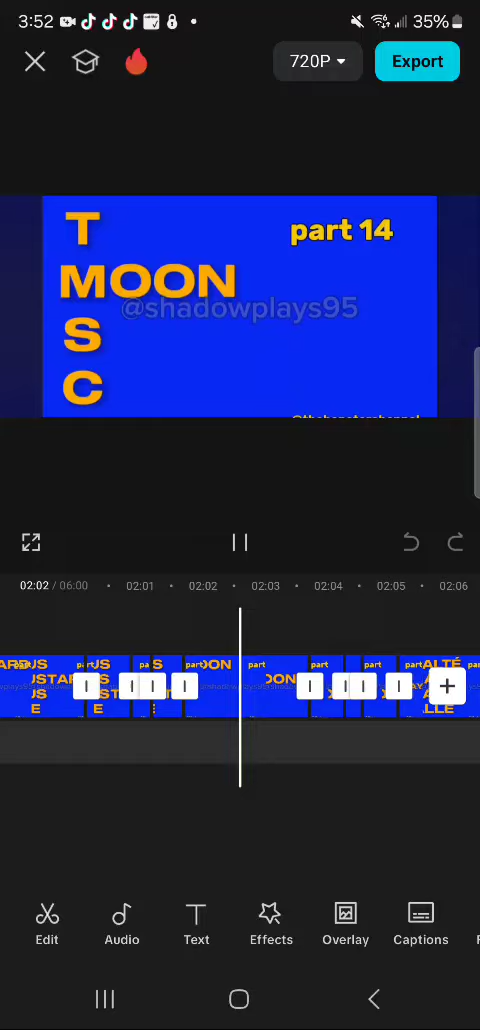 3:52
35%
720P
Export
T
part 14
MOON
@shadowplays95
S
C
02:02 / 06:00
02:01
02:02
02:03
02:04
02:05
02:06
Edit
Audio
Text
Effects
Overlay
Captions